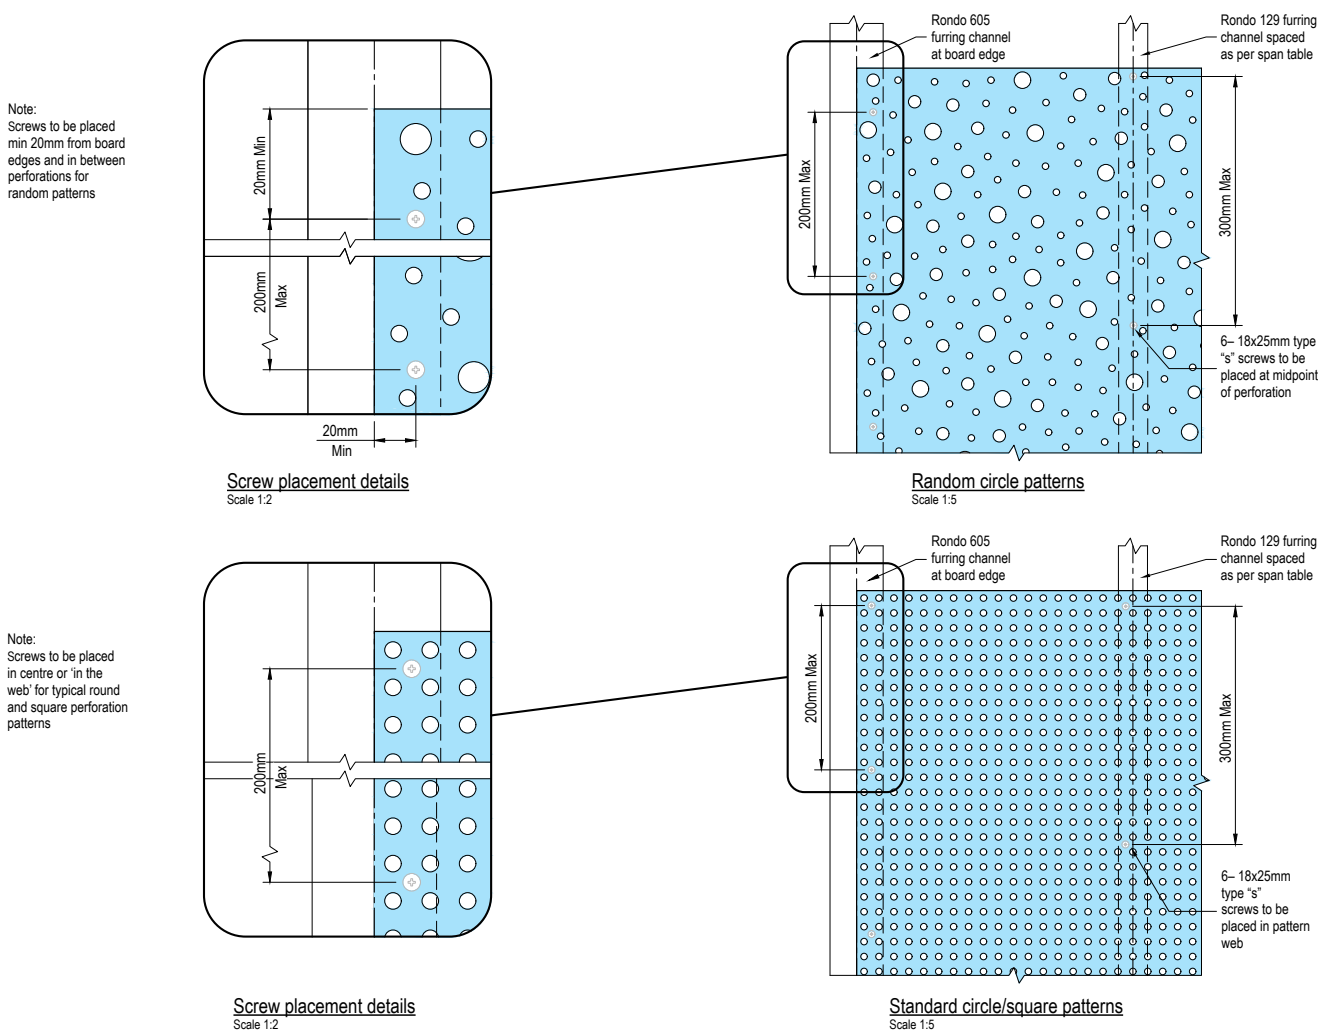 Note:
Screws to be placed
min 20mm from board
edges and in between
perforations for
random patterns
20mm Min
200mm
Max
20mm
Min
Screw placement details
Scale 1:2
Rondo 605
furring channel
at board edge
Rondo 129 furring
channel spaced
as per span table
200mm Max
300mm Max
6– 18x25mm type
“s” screws to be
placed at midpoint
of perforation
Random circle patterns
Scale 1:5
Note:
Screws to be placed
in centre or ‘in the
web’ for typical round
and square perforation
patterns
200mm
Max
Screw placement details
Scale 1:2
Rondo 605
furring channel
at board edge
Rondo 129 furring
channel spaced
as per span table
200mm Max
300mm Max
6– 18x25mm
type “s”
screws to be
placed in pattern
web
Standard circle/square patterns
Scale 1:5